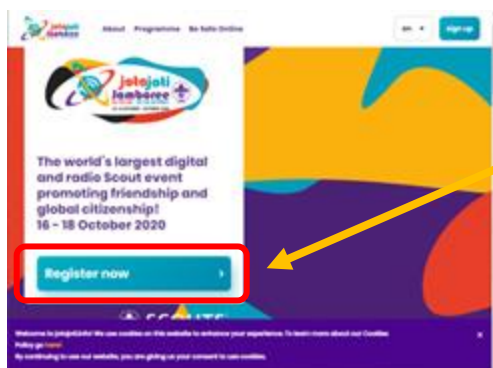 jotajoti
Jamboree
About Programme Be Safe Online
en
Sign up
jotajoti
Jamboree
The world's largest digital
and radio Scout event
promoting friendship and
global citizenship!
16 - 18 October 2020
Register now
SCOUTS
Welcome to jotajoti.info! We use cookies on this website to enhance your experience. To learn more about our Cookies
Policy go here!
By continuing to use our website, you are giving us your consent to use cookies.